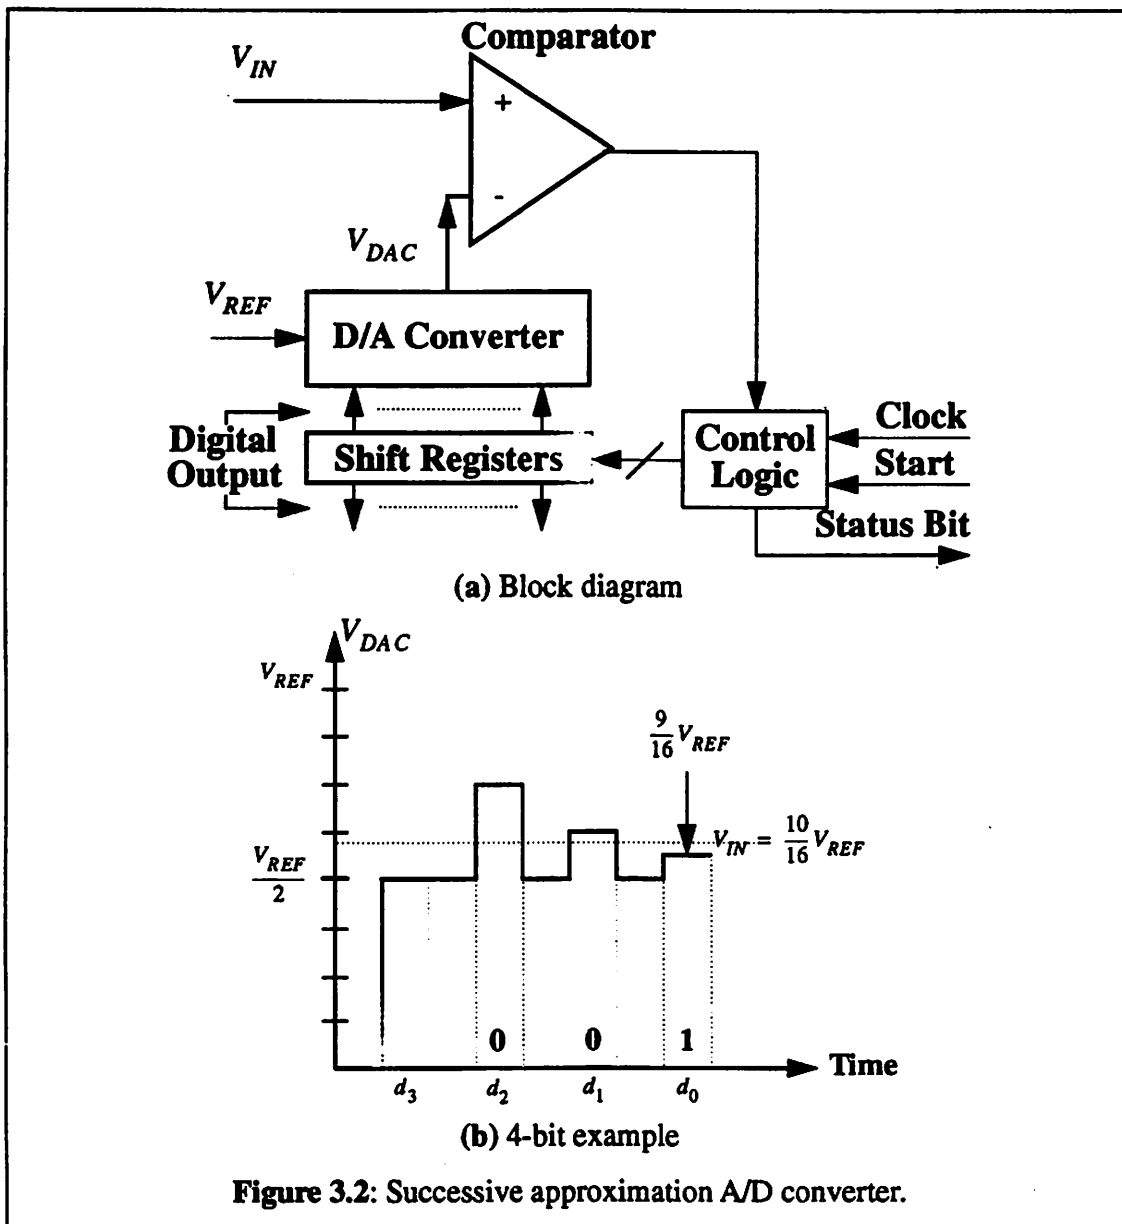 Comparator
V_IN
+
-
V_DAC
V_REF
D/A Converter
Digital
Output
Shift Registers
Control
Logic
Clock
Start
Status Bit
(a) Block diagram
V_DAC
V_REF
9/16 V_REF
V_IN = 10/16 V_REF
V_REF/2
0 0 1
Time
d_3 d_2 d_1 d_0
(b) 4-bit example
Figure 3.2: Successive approximation A/D converter.